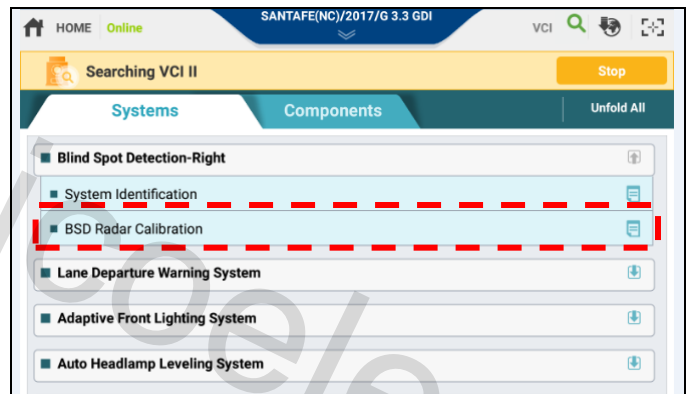 SANTAFE(NC)/2017/G 3.3 GDI
HOME Online VCI
Searching VCI II Stop
Systems Components Unfold All
Blind Spot Detection-Right
System Identification
BSD Radar Calibration
Lane Departure Warning System
Adaptive Front Lighting System
Auto Headlamp Leveling System